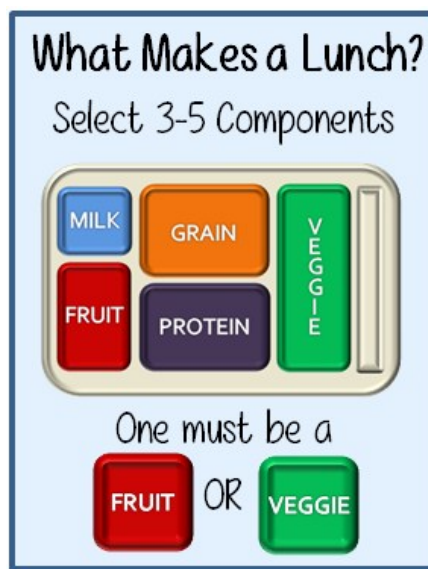 What Makes a Lunch?
Select 3-5 Components
MILK
GRAIN
VEGGIE
FRUIT
PROTEIN
One must be a
FRUIT OR VEGGIE